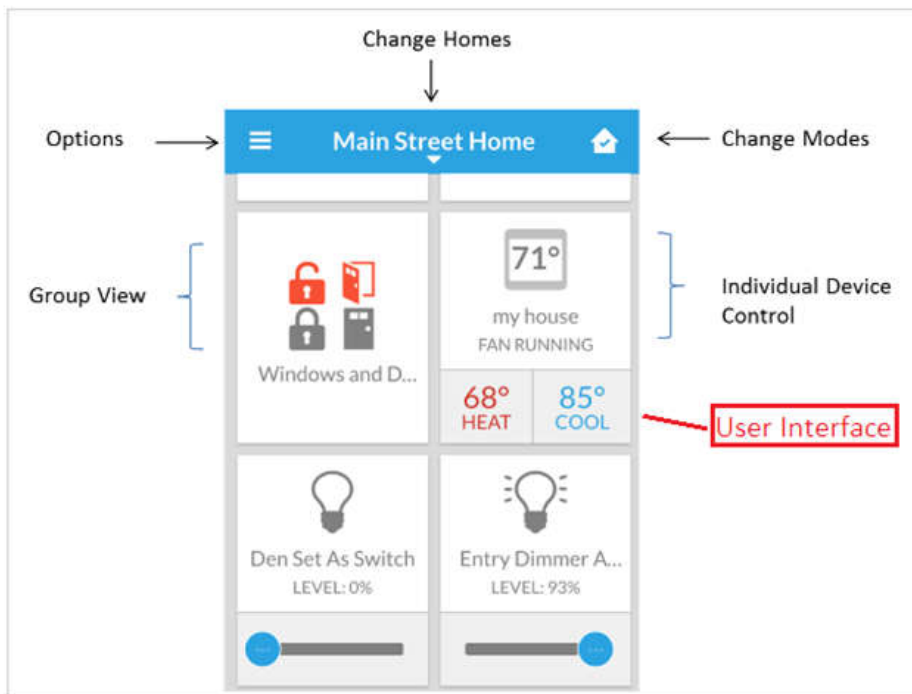 Change Homes
Options
Main Street Home
Change Modes
Group View
Windows and D...
71°
my house
FAN RUNNING
68°
HEAT
85°
COOL
Individual Device
Control
User Interface
Den Set As Switch
LEVEL: 0%
Entry Dimmer A...
LEVEL: 93%